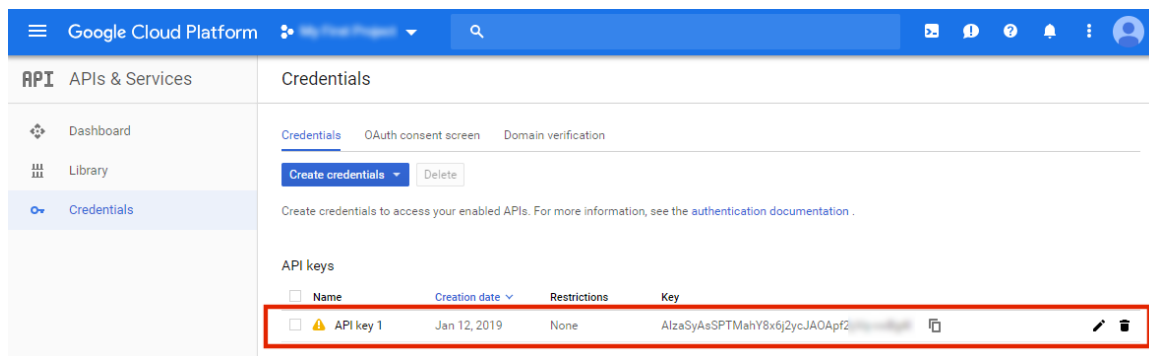 Google Cloud Platform
API APIs & Services
Credentials
Dashboard
Library
Credentials
Credentials OAuth consent screen Domain verification
Create credentials Delete
Create credentials to access your enabled APIs. For more information, see the authentication documentation .
API keys
Name Creation date Restrictions Key
API key 1 Jan 12, 2019 None AIzaSyAsSPTMahY8x6j2ycJAOApf2